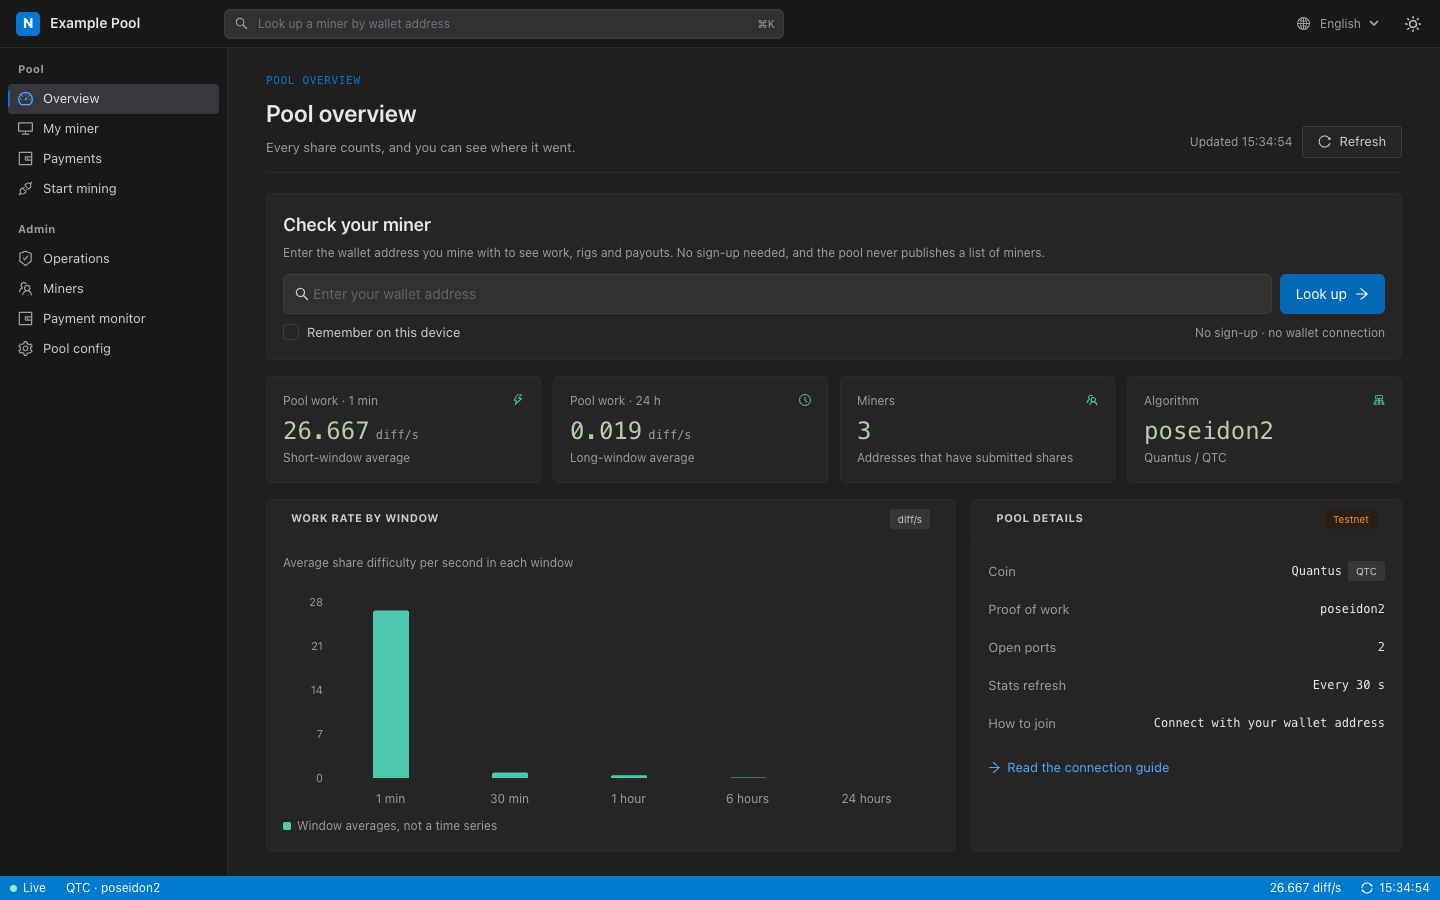 N Example Pool
Look up a miner by wallet address ⌘K
English
Pool
Overview
My miner
Payments
Start mining
Admin
Operations
Miners
Payment monitor
Pool config
POOL OVERVIEW
Pool overview
Every share counts, and you can see where it went.
Updated 15:34:54 Refresh
Check your miner
Enter the wallet address you mine with to see work, rigs and payouts. No sign-up needed, and the pool never publishes a list of miners.
Enter your wallet address
Look up
Remember on this device
No sign-up · no wallet connection
Pool work · 1 min
26.667 diff/s
Short-window average
Pool work · 24 h
0.019 diff/s
Long-window average
Miners
3
Addresses that have submitted shares
Algorithm
poseidon2
Quantus / QTC
WORK RATE BY WINDOW diff/s
Average share difficulty per second in each window
28
21
14
7
0
1 min 30 min 1 hour 6 hours 24 hours
Window averages, not a time series
POOL DETAILS Testnet
Coin Quantus QTC
Proof of work poseidon2
Open ports 2
Stats refresh Every 30 s
How to join Connect with your wallet address
Read the connection guide
Live QTC · poseidon2 26.667 diff/s 15:34:54